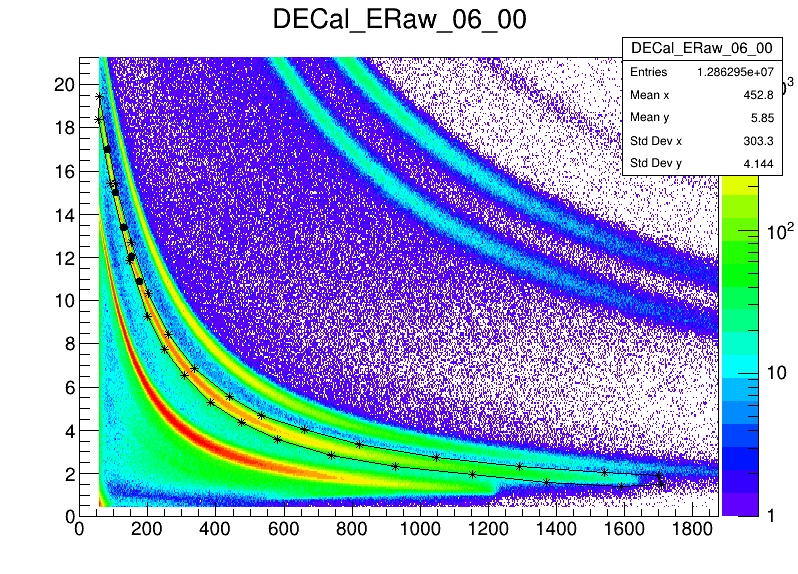 DECal_ERaw_06_00
DECal_ERaw_06_00
Entries 1.286295e+07
Mean x 452.8
Mean y 5.85
Std Dev x 303.3
Std Dev y 4.144
20
18
16
14
12
10
8
6
4
2
0
0 200 400 600 800 1000 1200 1400 1600 1800
10²
10
1